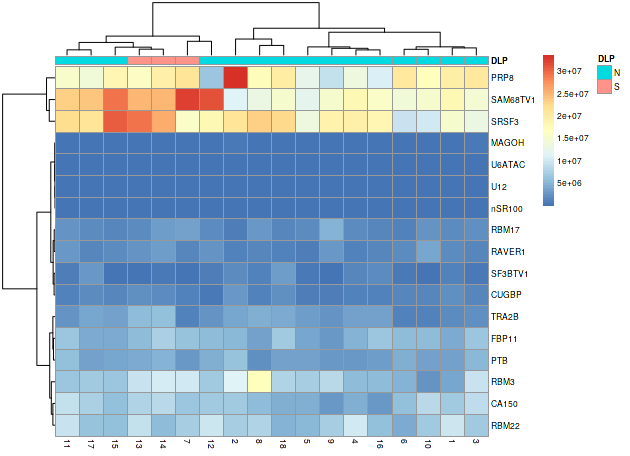 DLP
PRP8
SAM68TV1
SRSF3
MAGOH
U6ATAC
U12
nSR100
RBM17
RAVER1
SF3BTV1
CUGBP
TRA2B
FBP11
PTB
RBM3
CA150
RBM22
11 17 15 13 14 7 12 2 8 18 5 9 4 16 6 10 1 3
3e+07
2.5e+07
2e+07
1.5e+07
1e+07
5e+06
DLP
N
S